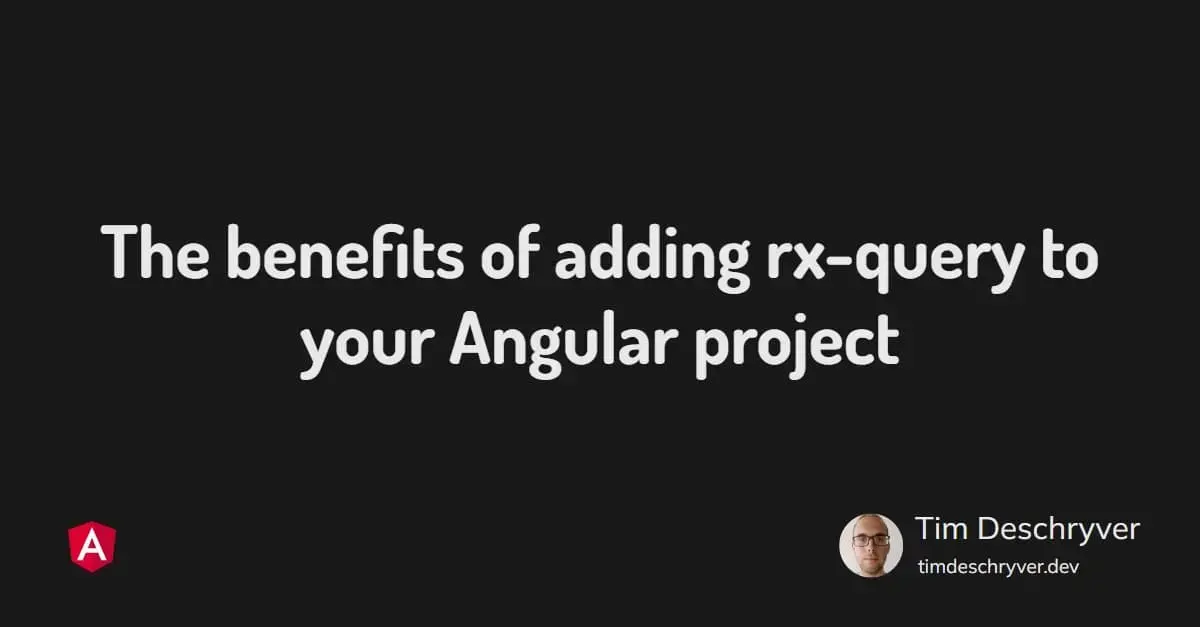 The benefits of adding rx-query to
your Angular project
A
Tim Deschryver
timdeschryver.dev